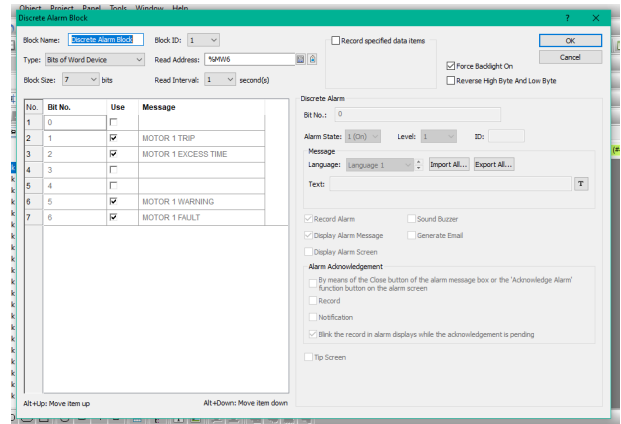 Object Project Panel Tools Window Help
Discrete Alarm Block ? ×
Block Name: Discrete Alarm Block Block ID: 1 Record specified data items OK
Type: Bits of Word Device Read Address: %MW6 Force Backlight On Cancel
Block Size: 7 bits Read Interval: 1 second(s) Reverse High Byte And Low Byte
No. Bit No. Use Message
1 0
2 1 MOTOR 1 TRIP
3 2 MOTOR 1 EXCESS TIME
4 3
5 4
6 5 MOTOR 1 WARNING
7 6 MOTOR 1 FAULT
Alt+Up: Move item up Alt+Down: Move item down
Discrete Alarm
Bit No.: 0
Alarm State: 1 (On) Level: 1 ID:
Message
Language: Language 1 Import All... Export All...
Text: T
Record Alarm Sound Buzzer
Display Alarm Message Generate Email
Display Alarm Screen
Alarm Acknowledgement
By means of the Close button of the alarm message box or the 'Acknowledge Alarm'
function button on the alarm screen
Record
Notification
Blink the record in alarm displays while the acknowledgement is pending
Tip Screen